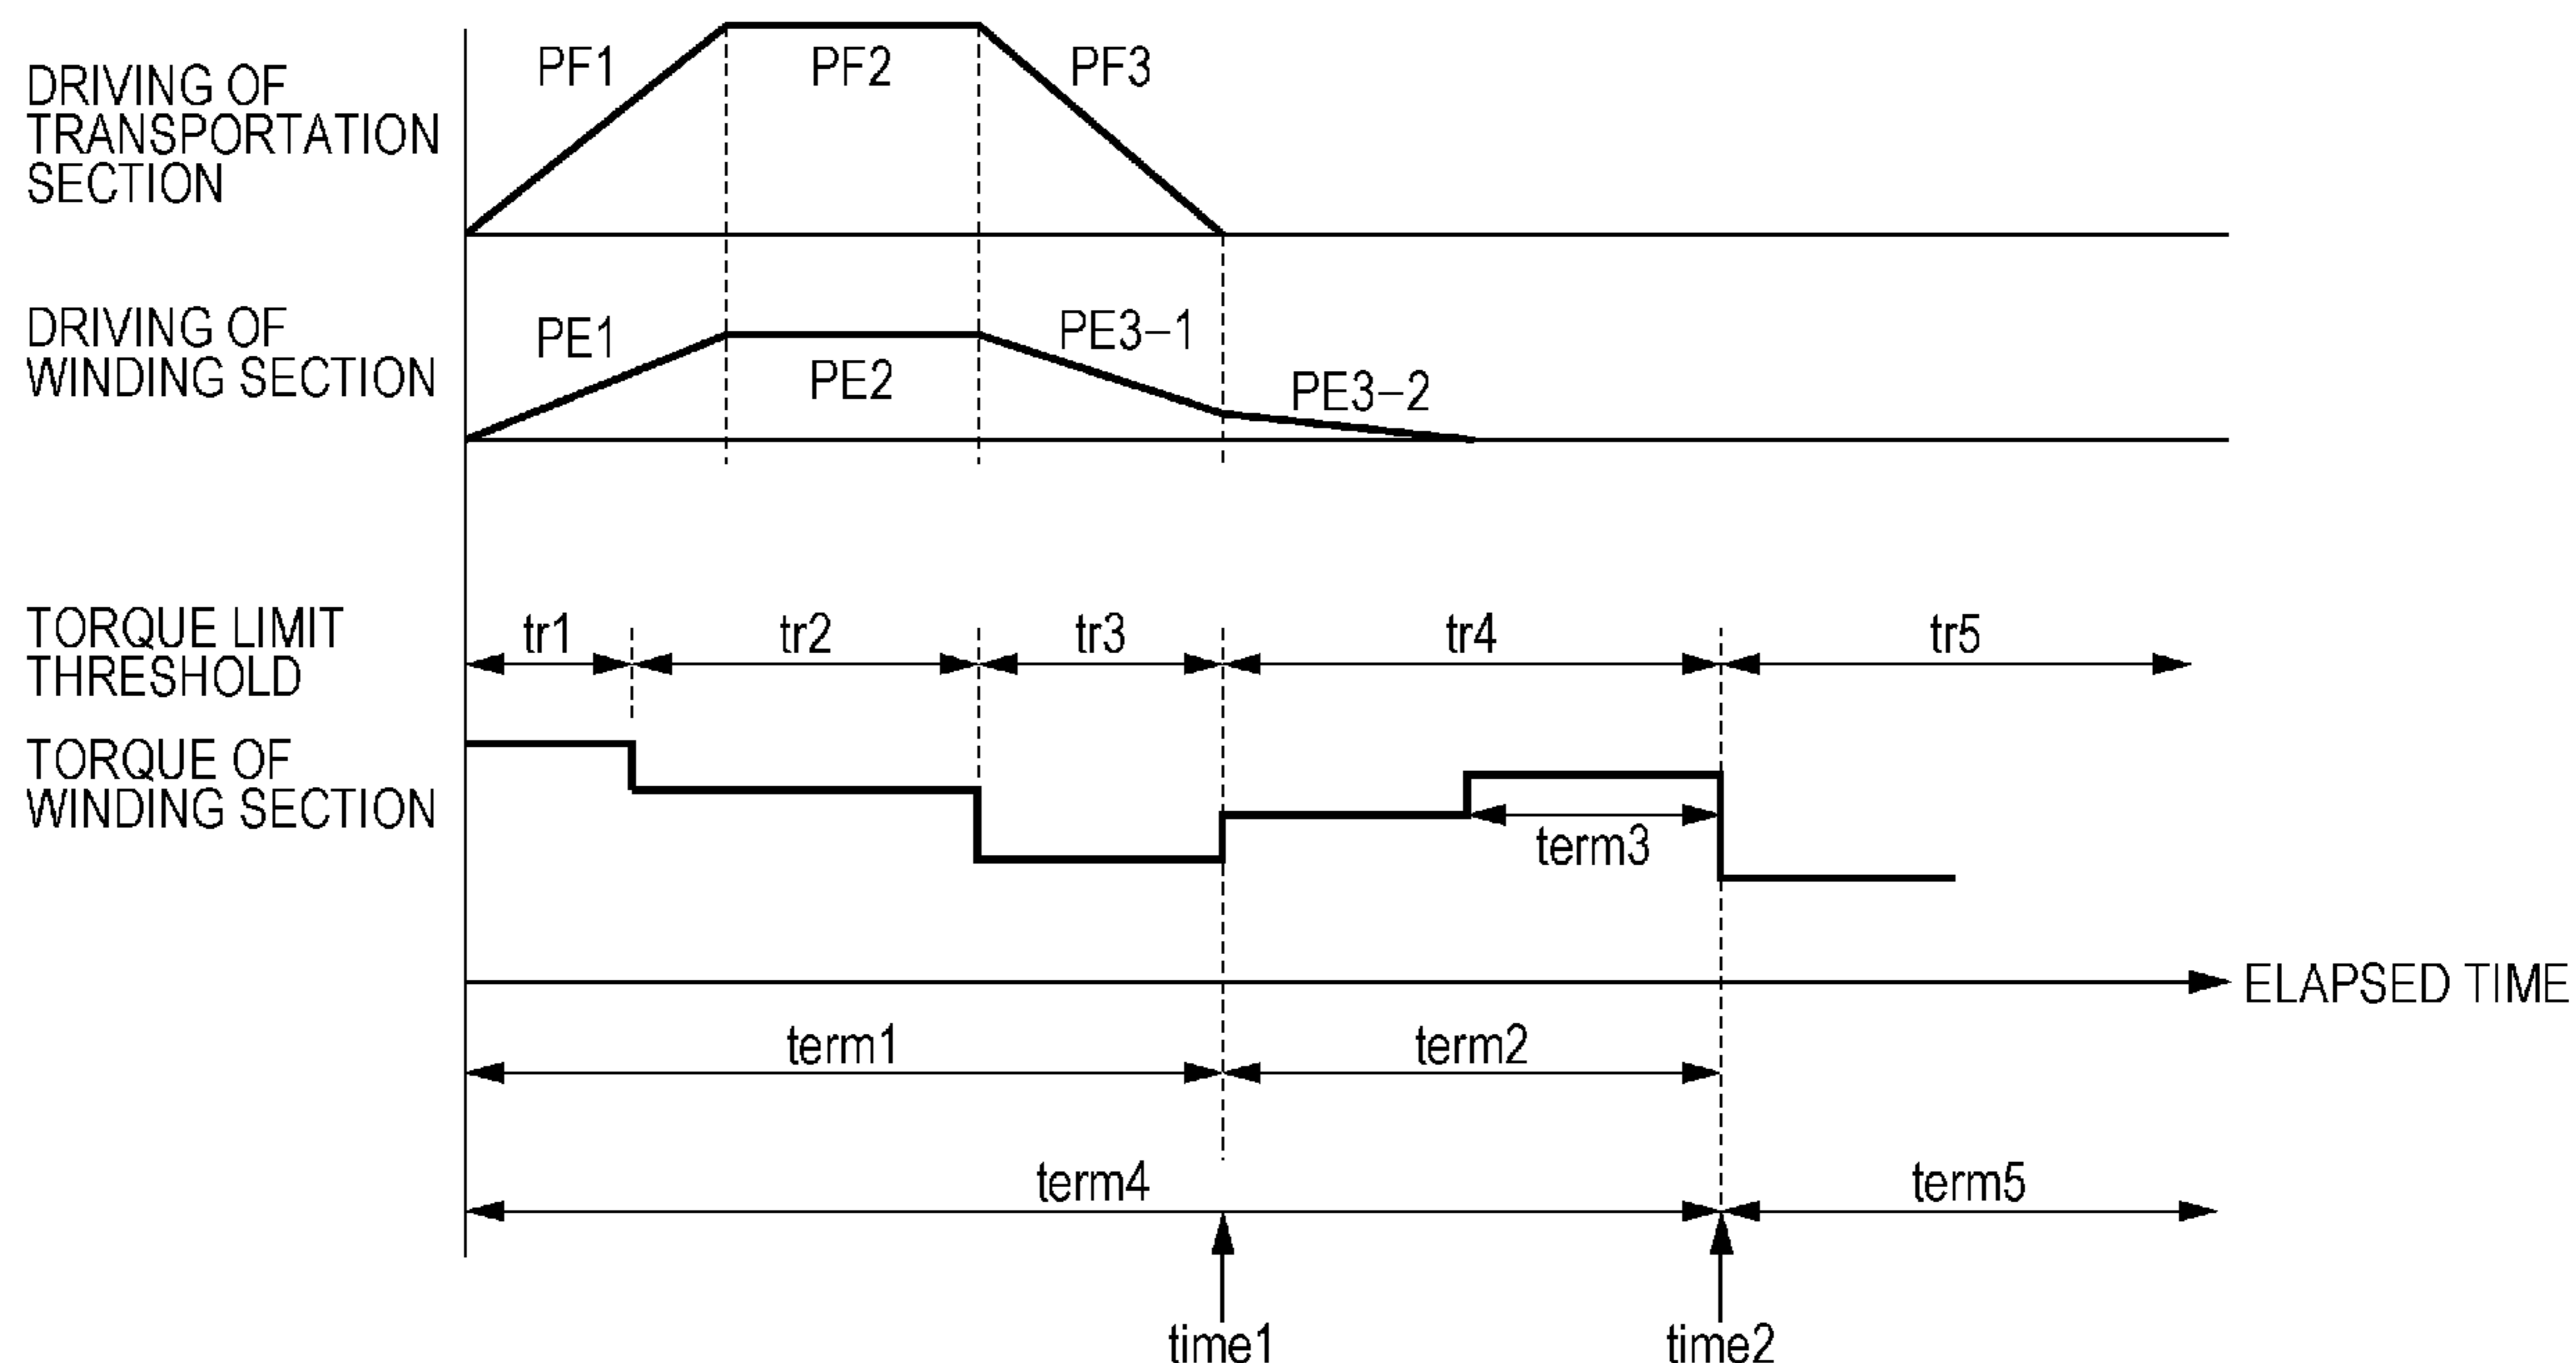 DRIVING OF
TRANSPORTATION
SECTION
PF1
PF2
PF3
DRIVING OF
WINDING SECTION
PE1
PE2
PE3-1
PE3-2
TORQUE LIMIT
THRESHOLD
tr1
tr2
tr3
tr4
tr5
TORQUE OF
WINDING SECTION
term3
ELAPSED TIME
term1
term2
term4
term5
time1
time2